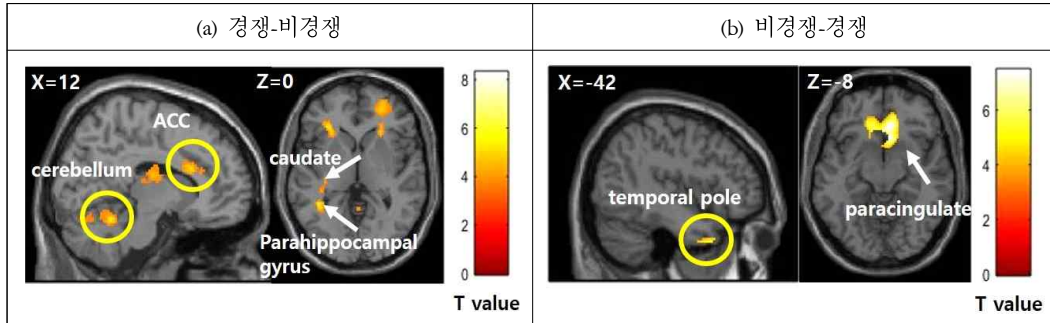 (a) 경쟁-비경쟁
(b) 비경쟁-경쟁
X=12
Z=0
ACC
cerebellum
caudate
Parahippocampal
gyrus
8
6
4
2
0
T value
X=-42
Z=-8
temporal pole
paracingulate
6
4
2
0
T value